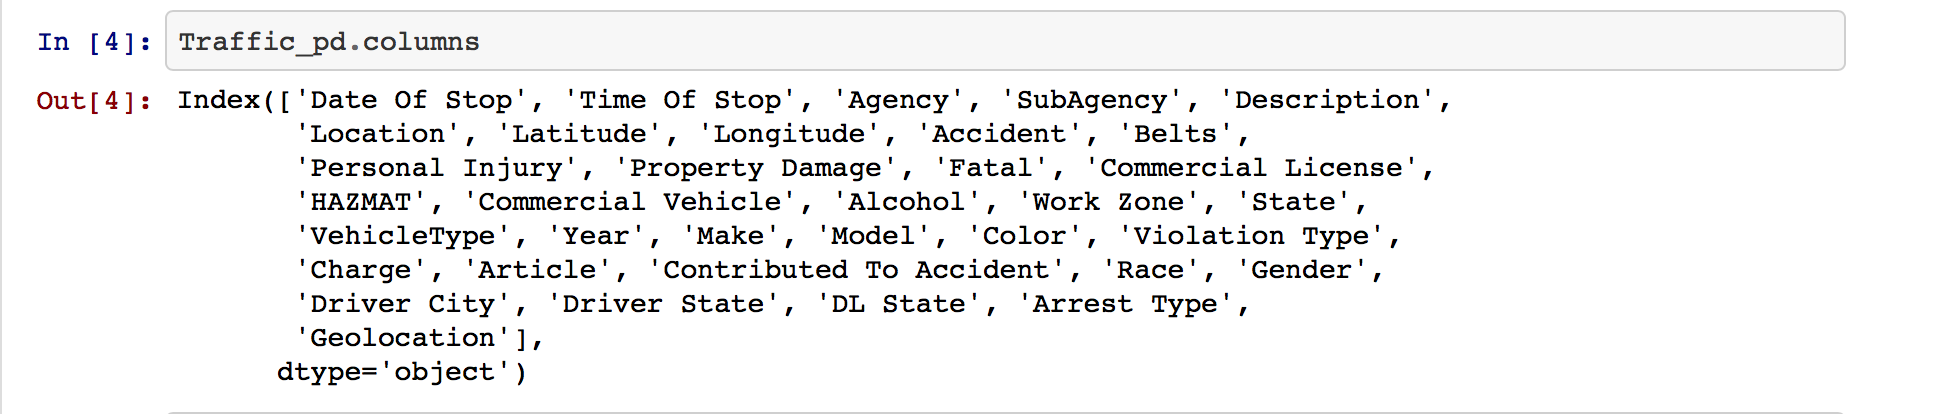 In [4]: Traffic_pd.columns
Out[4]: Index(['Date Of Stop', 'Time Of Stop', 'Agency', 'SubAgency', 'Description',
'Location', 'Latitude', 'Longitude', 'Accident', 'Belts',
'Personal Injury', 'Property Damage', 'Fatal', 'Commercial License',
'HAZMAT', 'Commercial Vehicle', 'Alcohol', 'Work Zone', 'State',
'VehicleType', 'Year', 'Make', 'Model', 'Color', 'Violation Type',
'Charge', 'Article', 'Contributed To Accident', 'Race', 'Gender',
'Driver City', 'Driver State', 'DL State', 'Arrest Type',
'Geolocation'],
dtype='object')